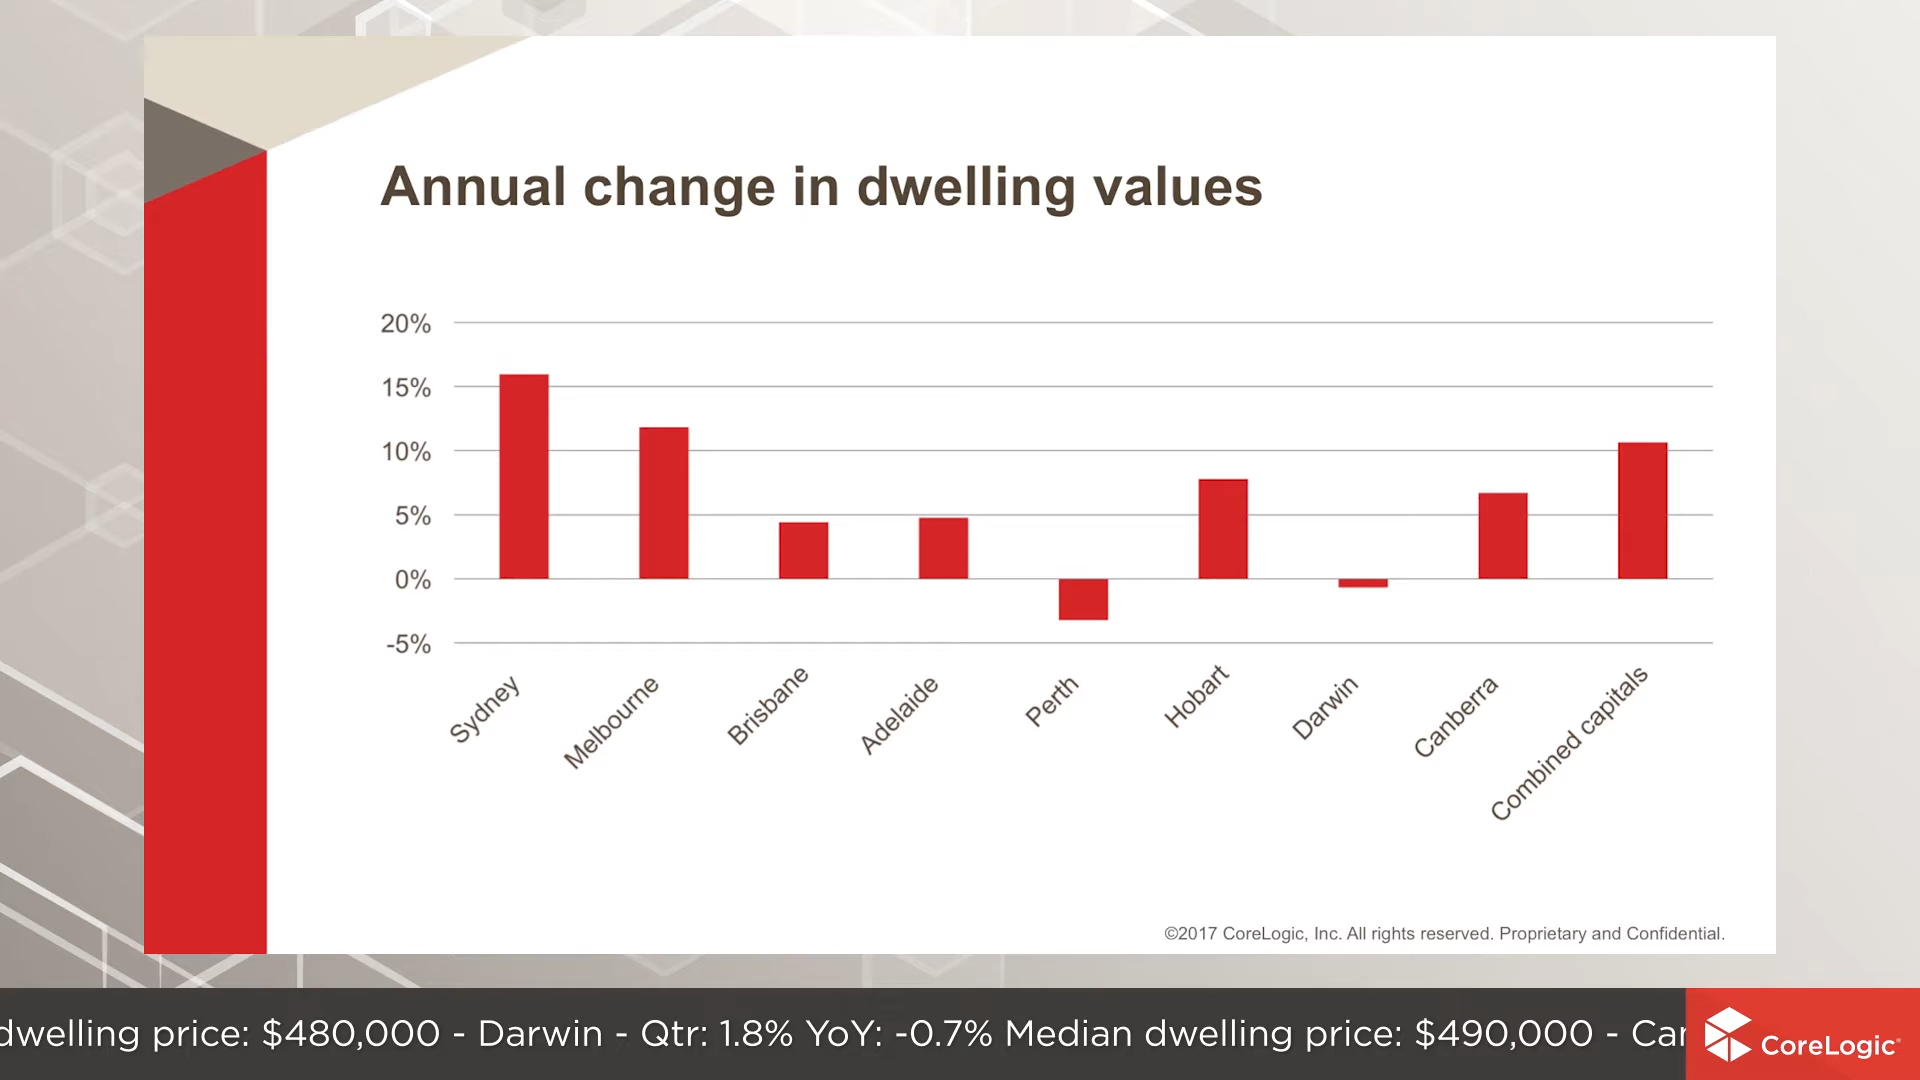 Annual change in dwelling values
20%
15%
10%
5%
0%
-5%
Sydney
Melbourne
Brisbane
Adelaide
Perth
Hobart
Darwin
Canberra
Combined capitals
©2017 CoreLogic, Inc. All rights reserved. Proprietary and Confidential.
dwelling price: $480,000 - Darwin - Qtr: 1.8% YoY: -0.7% Median dwelling price: $490,000 - Car
CoreLogic